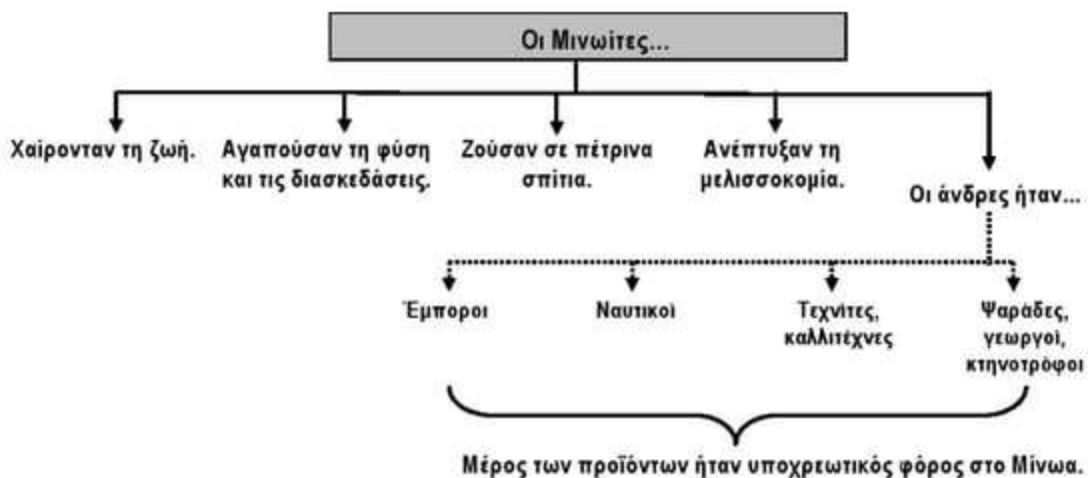 Οι Μινωίτες...
Χαίρονταν τη ζωή.
Αγαπούσαν τη φύση
και τις διασκεδάσεις.
Ζούσαν σε πέτρινα
σπίτια.
Ανέπτυξαν τη
μελισσοκομία.
Οι άνδρες ήταν...
Έμποροι
Ναυτικοί
Τεχνίτες,
καλλιτέχνες
Ψαράδες,
γεωργοί,
κτηνοτρόφοι
Μέρος των προϊόντων ήταν υποχρεωτικός φόρος στο Μίνωα.